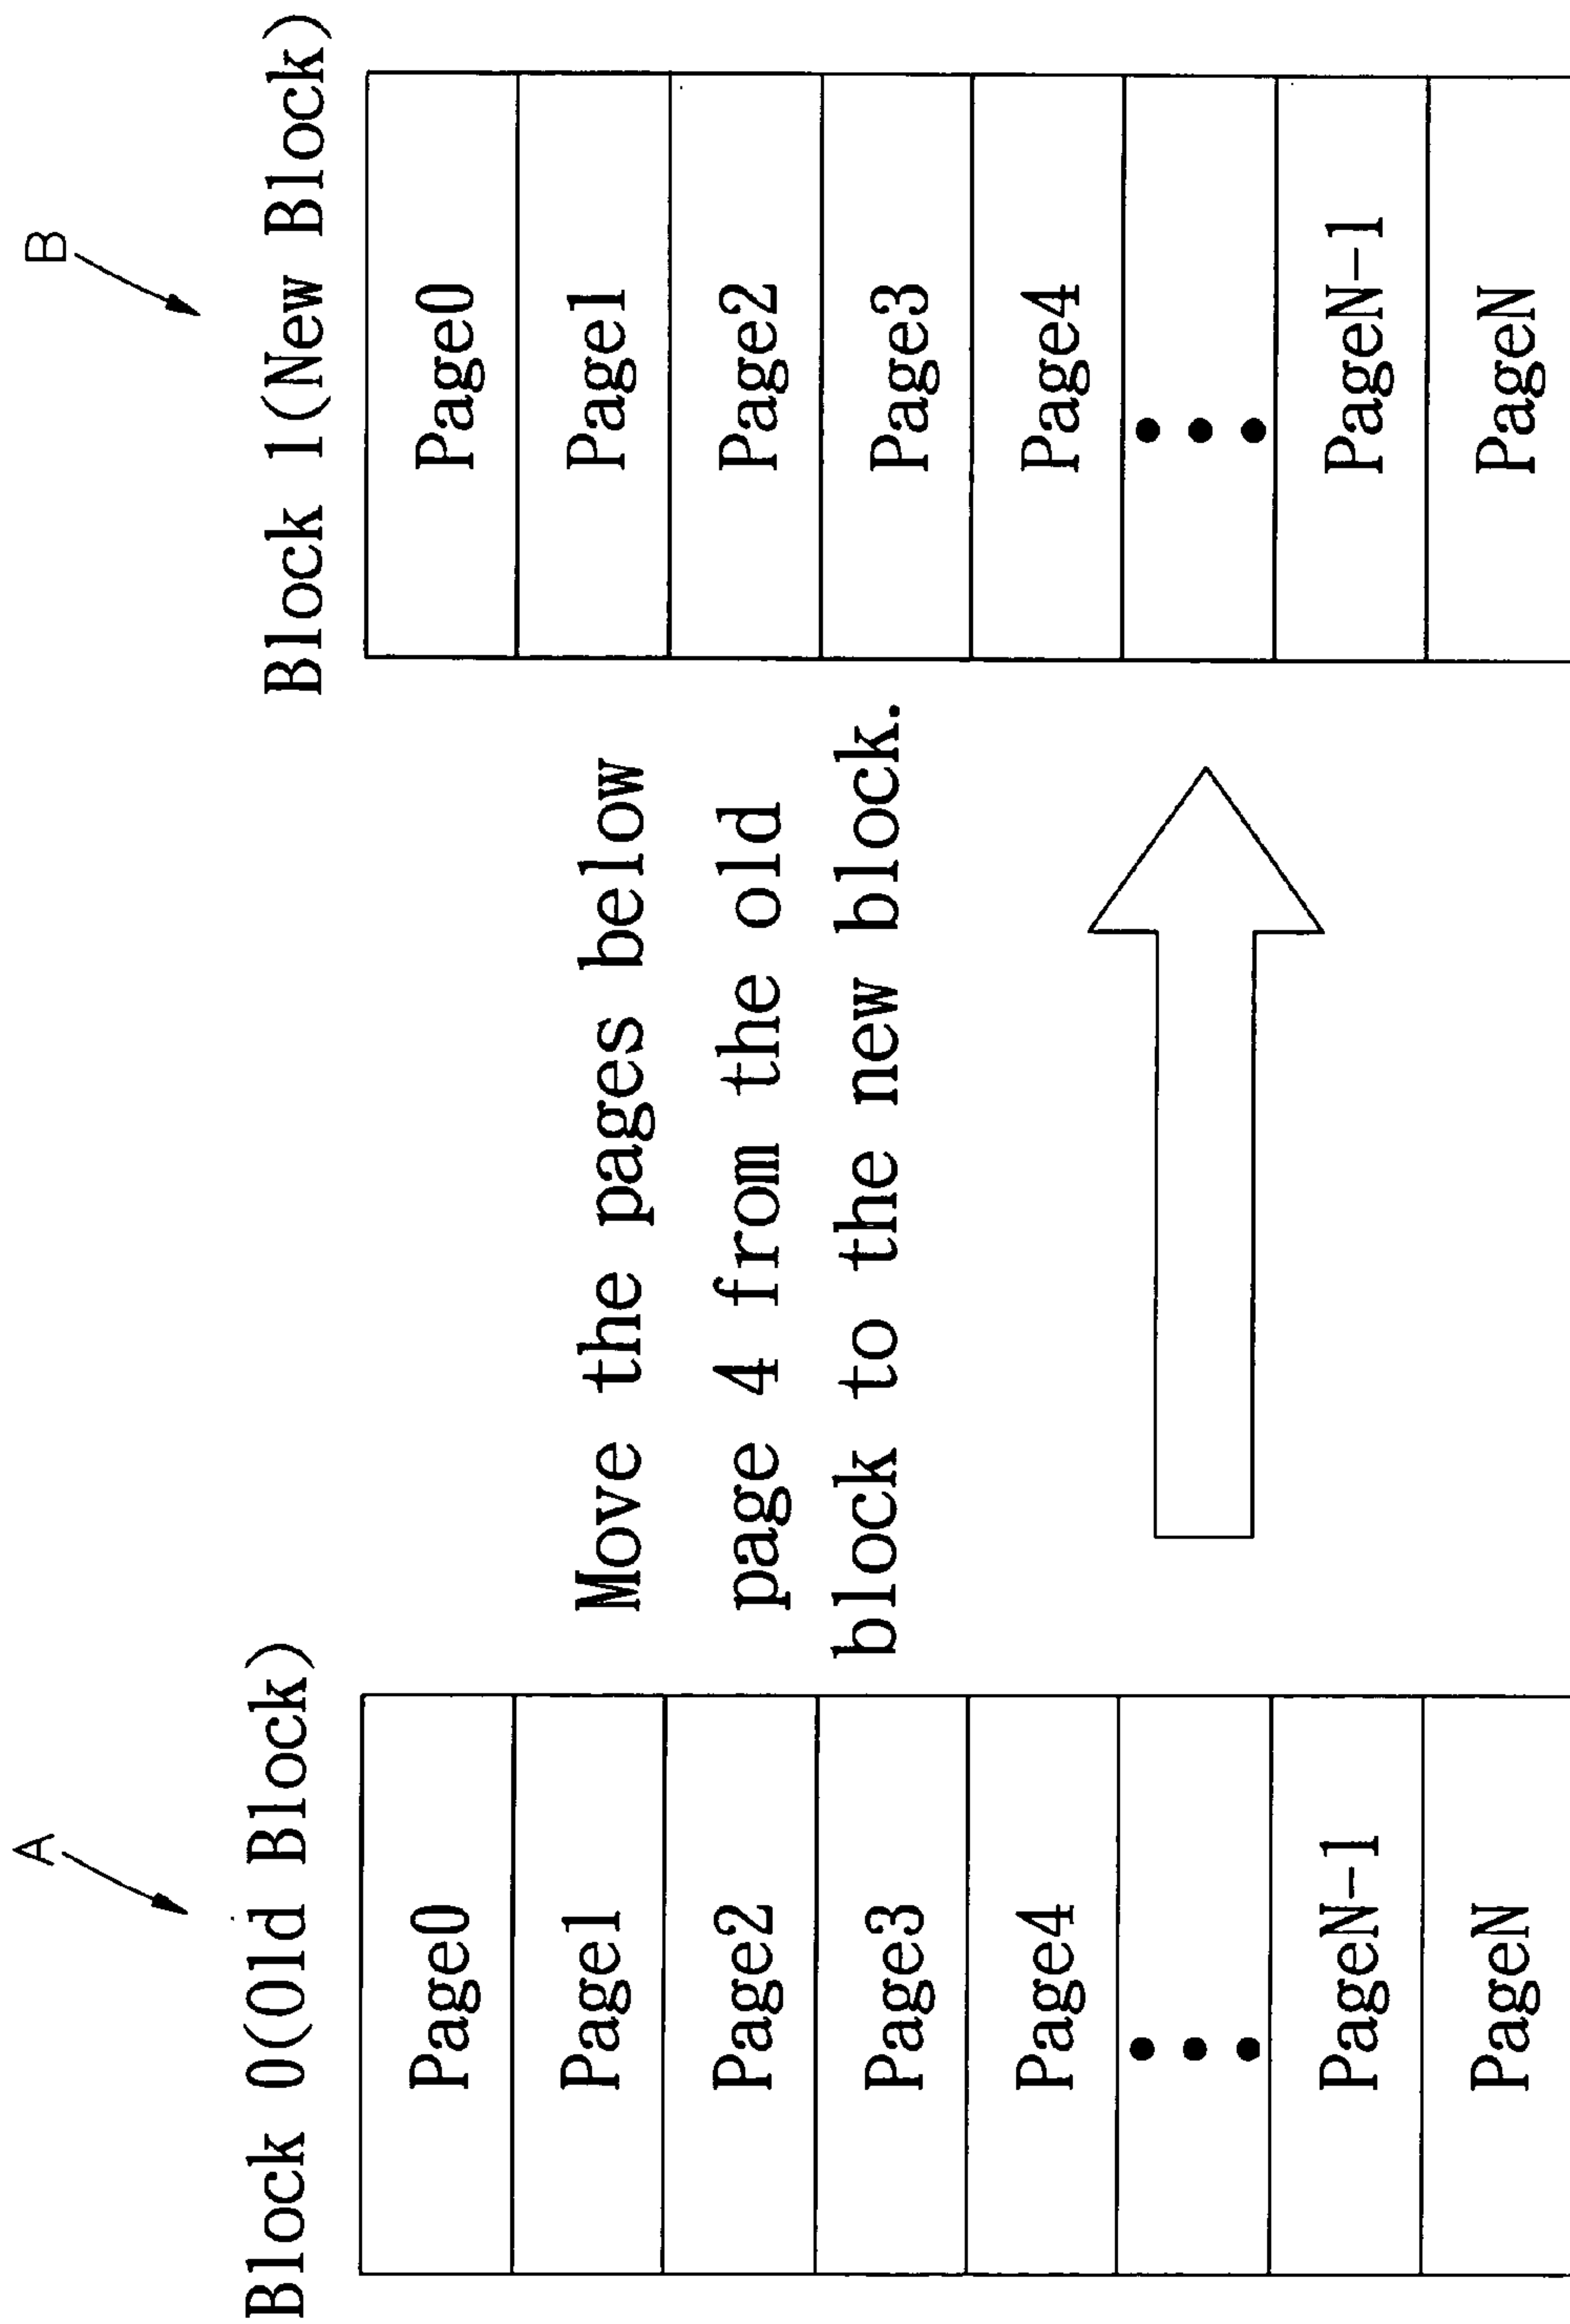 A
Block 0(Old Block)
Page0
Page1
Page2
Page3
Page4
PageN-1
PageN
Move the pages below
page 4 from the old
block to the new block.
B
Block 1(New Block)
Page0
Page1
Page2
Page3
Page4
PageN-1
PageN